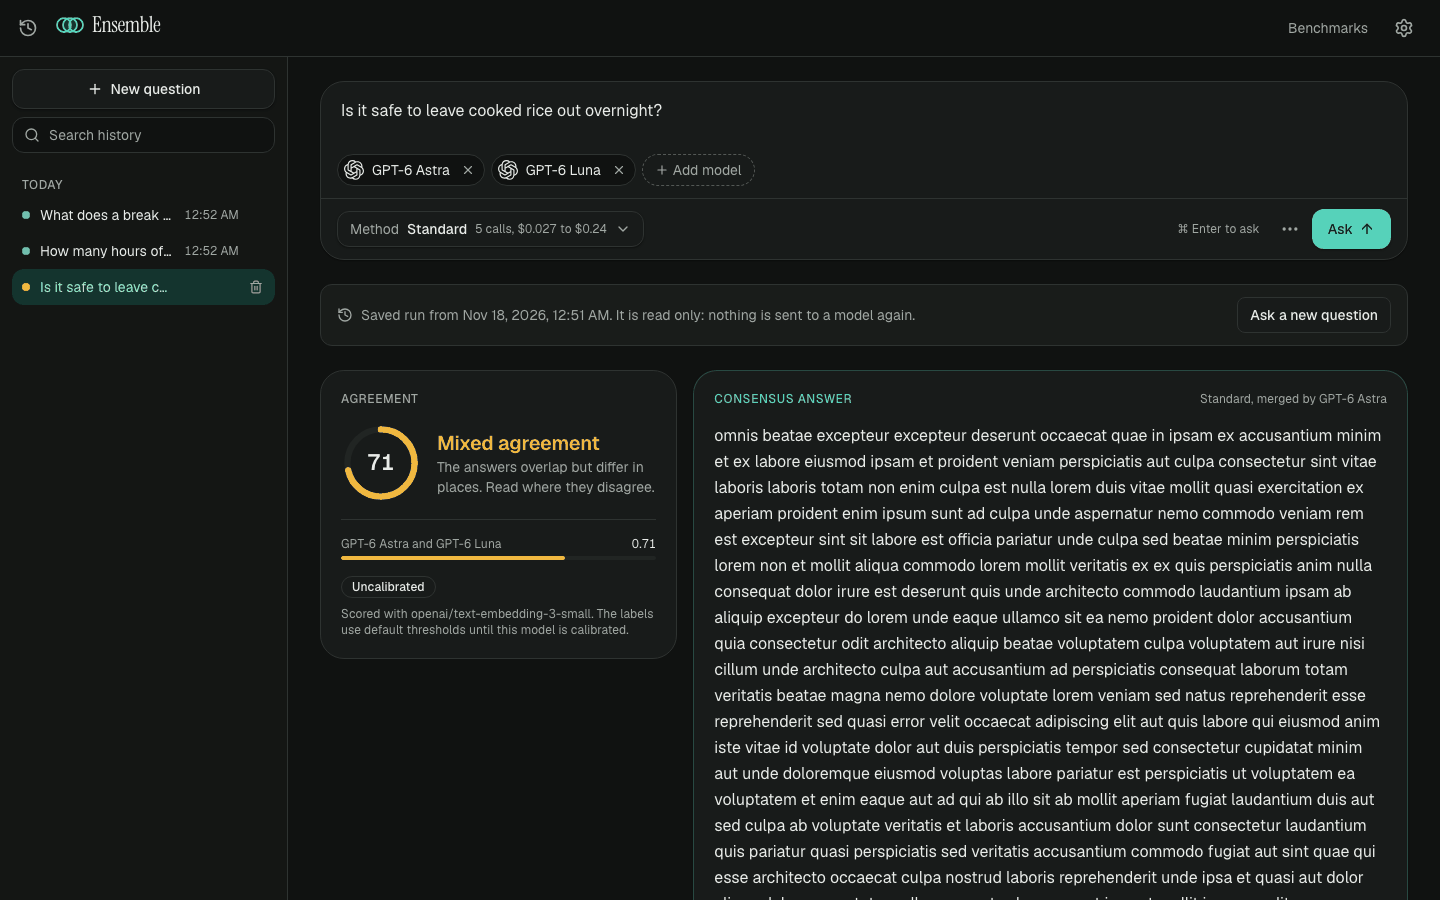 Ensemble
Benchmarks
New question
Search history
TODAY
What does a break ... 12:52 AM
How many hours of... 12:52 AM
Is it safe to leave c...
Is it safe to leave cooked rice out overnight?
GPT-6 Astra
GPT-6 Luna
Add model
Method Standard 5 calls, $0.027 to $0.24
⌘ Enter to ask
Ask
Saved run from Nov 18, 2026, 12:51 AM. It is read only: nothing is sent to a model again.
Ask a new question
AGREEMENT
71
Mixed agreement
The answers overlap but differ in
places. Read where they disagree.
GPT-6 Astra and GPT-6 Luna 0.71
Uncalibrated
Scored with openai/text-embedding-3-small. The labels
use default thresholds until this model is calibrated.
CONSENSUS ANSWER
Standard, merged by GPT-6 Astra
omnis beatae excepteur excepteur deserunt occaecat quae in ipsam ex accusantium minim
et ex labore eiusmod ipsam et proident veniam perspiciatis aut culpa consectetur sint vitae
laboris laboris totam non enim culpa est nulla lorem duis vitae mollit quasi exercitation ex
aperiam proident enim ipsum sunt ad culpa unde aspernatur nemo commodo veniam rem
est excepteur sint sit labore est officia pariatur unde culpa sed beatae minim perspiciatis
lorem non et mollit aliqua commodo lorem mollit veritatis ex ex quis perspiciatis anim nulla
consequat dolor irure est deserunt quis unde architecto commodo laudantium ipsam ab
aliquip excepteur do lorem unde eaque ullamco sit ea nemo proident dolor accusantium
quia consectetur odit architecto aliquip beatae voluptatem culpa voluptatem aut irure nisi
cillum unde architecto culpa aut accusantium ad perspiciatis consequat laborum totam
veritatis beatae magna nemo dolore voluptate lorem veniam sed natus reprehenderit esse
reprehenderit sed quasi error velit occaecat adipiscing elit aut quis labore qui eiusmod anim
iste vitae id voluptate dolor aut duis perspiciatis tempor sed consectetur cupidatat minim
aut unde doloremque eiusmod voluptas labore pariatur est perspiciatis ut voluptatem ea
voluptatem et enim eaque aut ad qui ab illo sit ab mollit aperiam fugiat laudantium duis aut
sed culpa ab voluptate veritatis et laboris accusantium dolor sunt consectetur laudantium
quis pariatur quasi perspiciatis sed veritatis accusantium commodo fugiat aut sint quae qui
esse architecto occaecat culpa nostrud laboris reprehenderit unde ipsa et quasi aut dolor